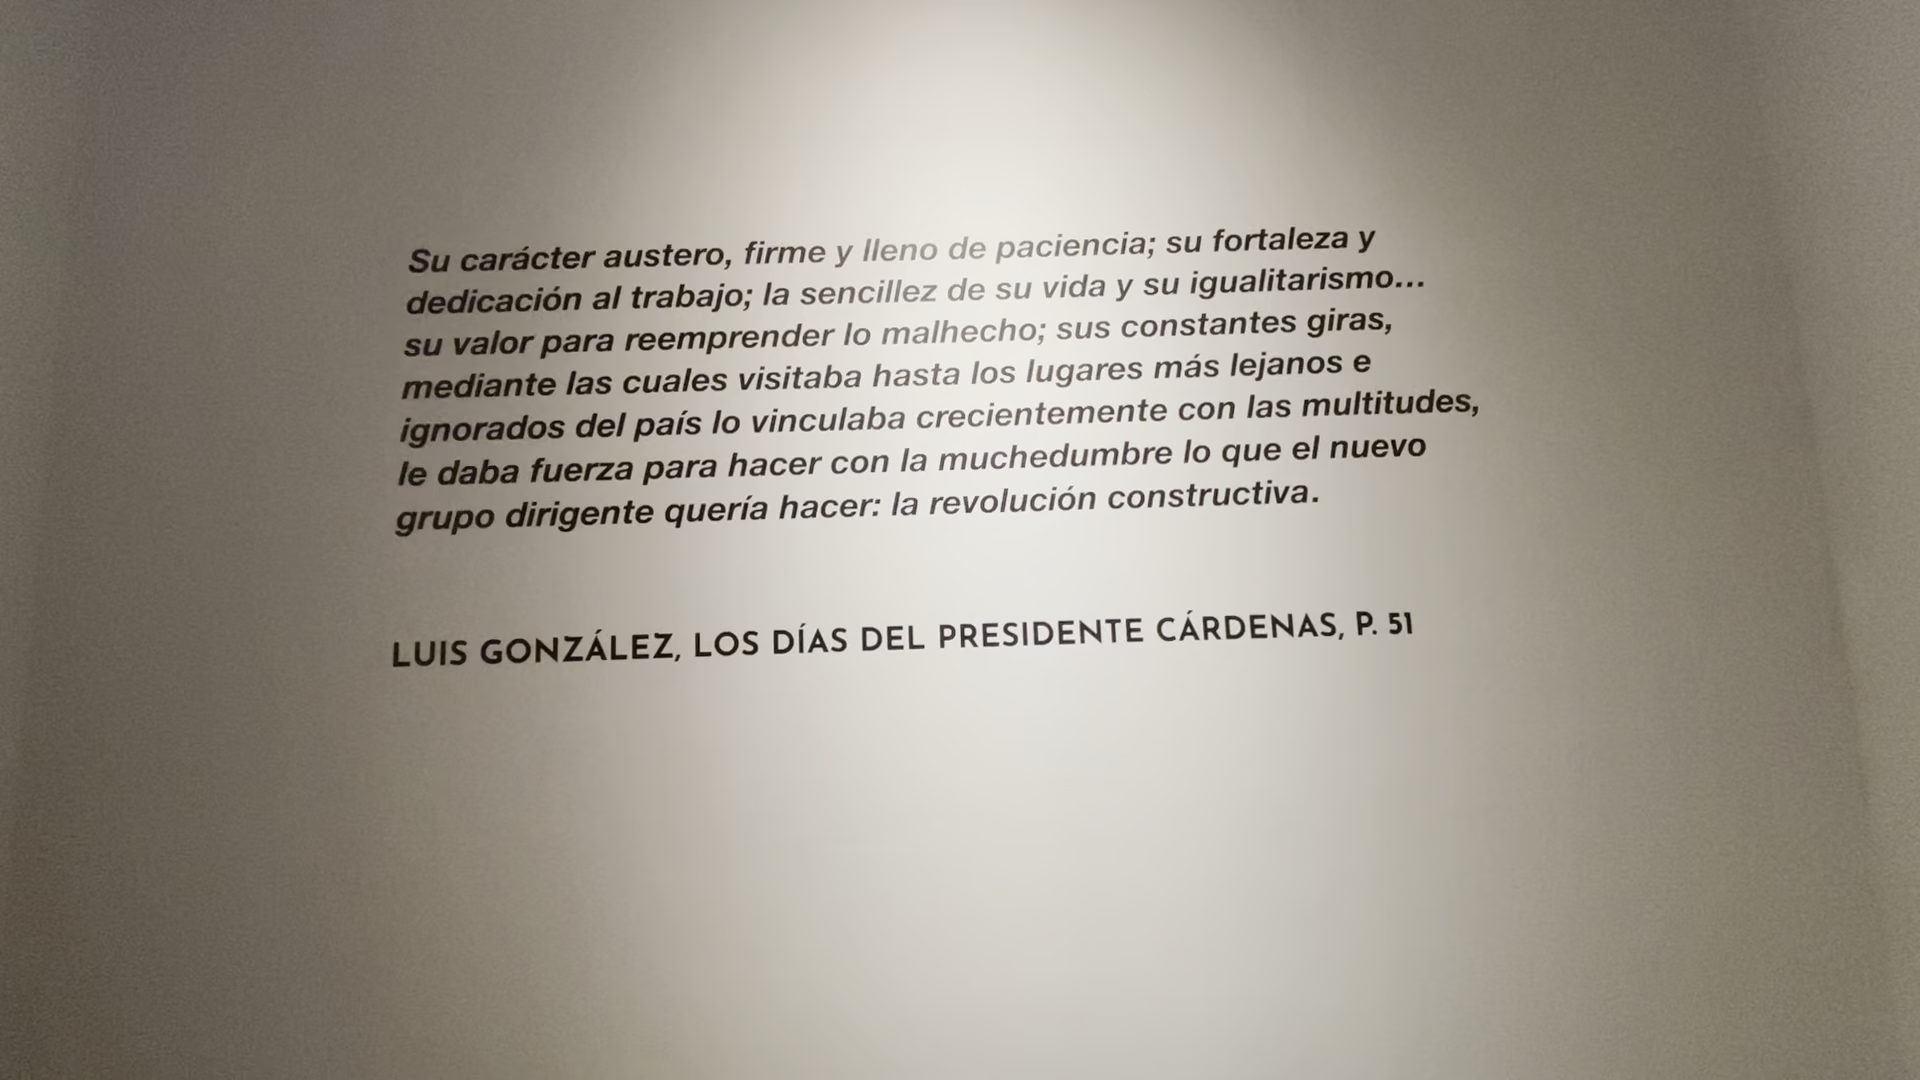 Su carácter austero, firme y lleno de paciencia; su fortaleza y
dedicación al trabajo; la sencillez de su vida y su igualitarismo...
su valor para reemprender lo malhecho; sus constantes giras,
mediante las cuales visitaba hasta los lugares más lejanos e
ignorados del país lo vinculaba crecientemente con las multitudes,
le daba fuerza para hacer con la muchedumbre lo que el nuevo
grupo dirigente quería hacer: la revolución constructiva.
LUIS GONZÁLEZ, LOS DÍAS DEL PRESIDENTE CÁRDENAS, P. 51